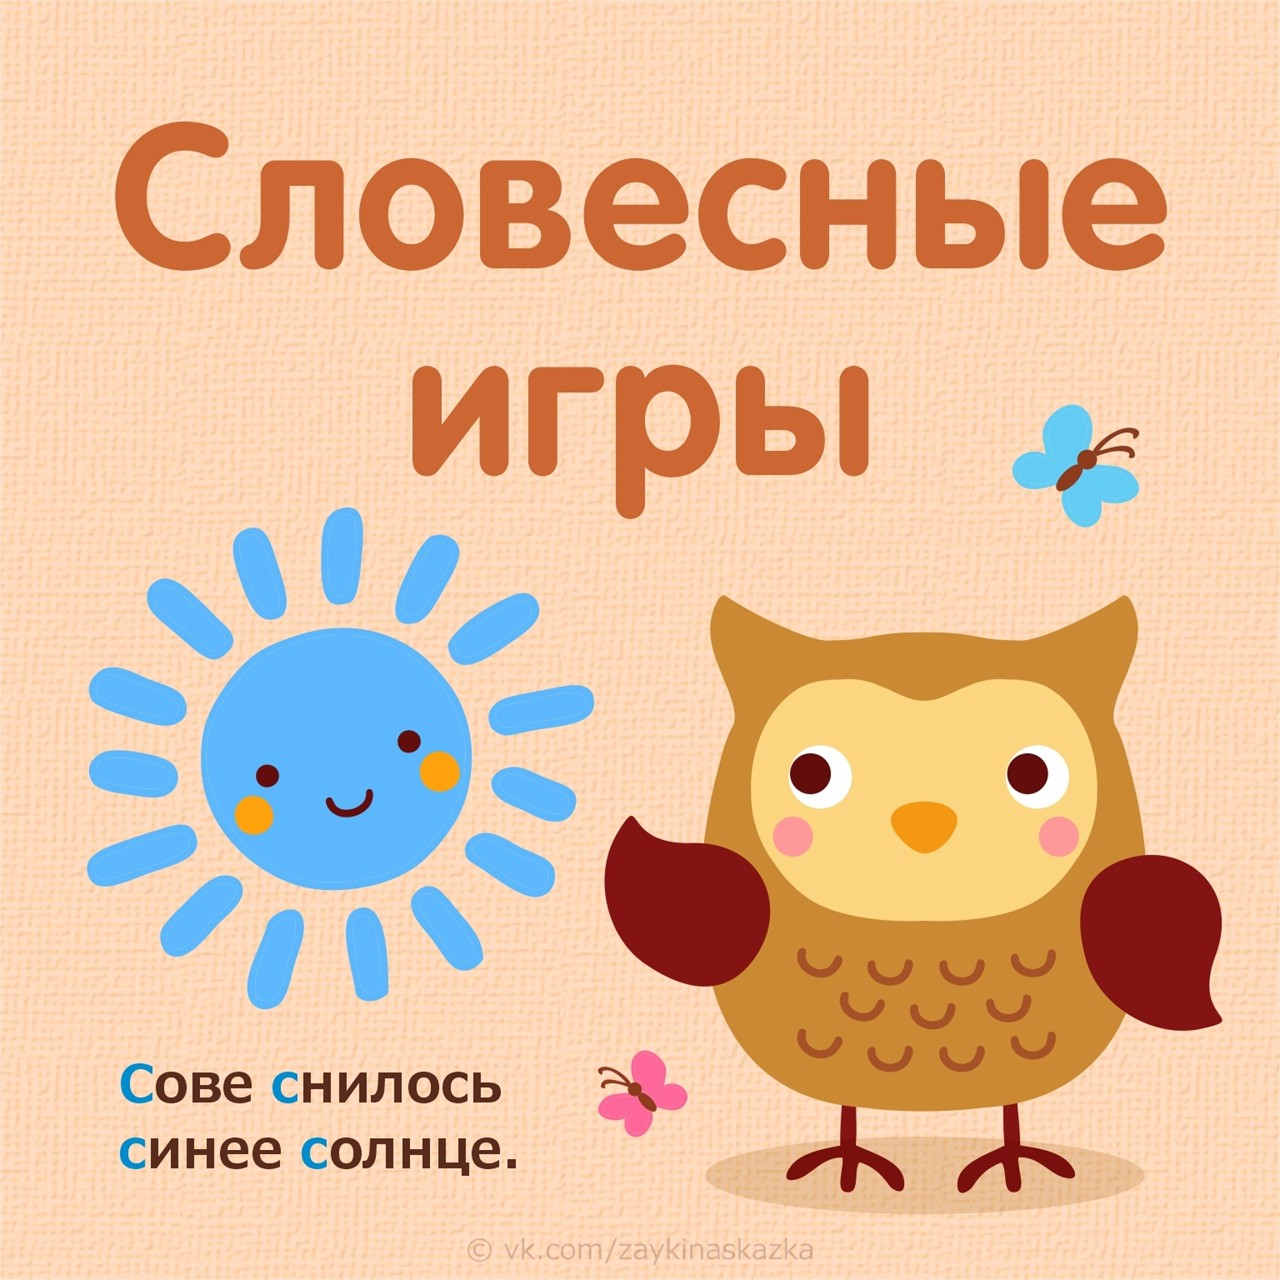 Словесные
игры
Сове снилось
синее солнце.
© vk.com/zaykinaskazka